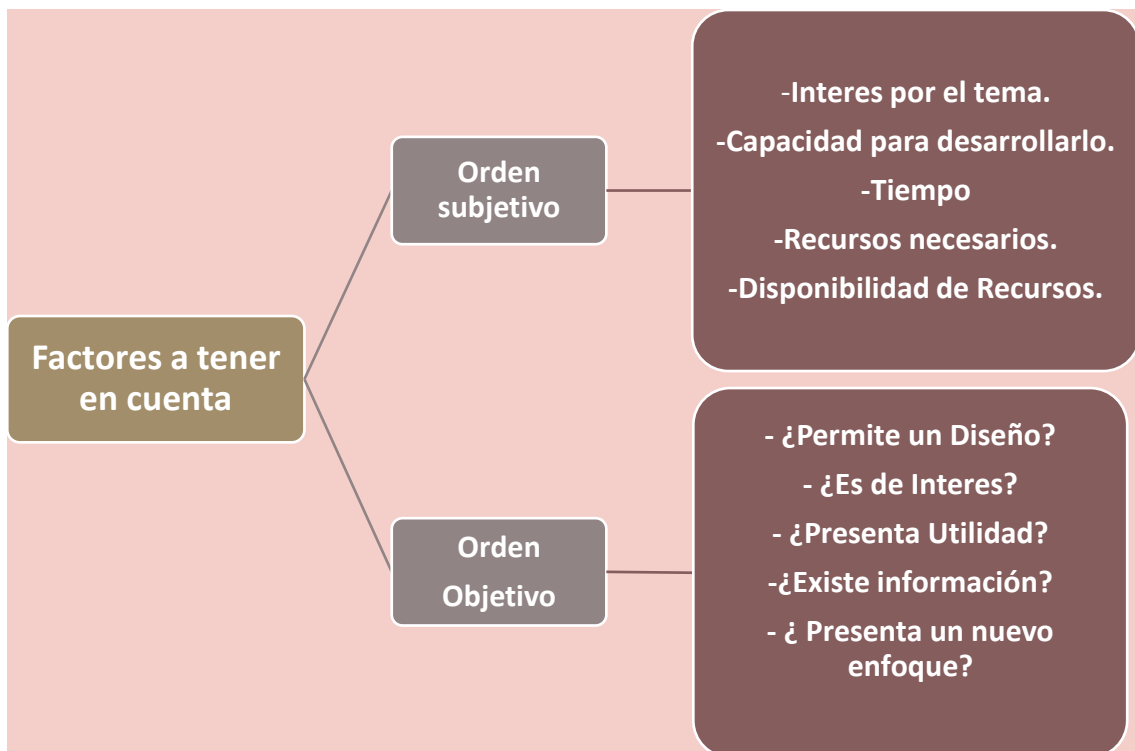 Factores a tener
en cuenta
Orden
subjetivo
-Interes por el tema.
-Capacidad para desarrollarlo.
-Tiempo
-Recursos necesarios.
-Disponibilidad de Recursos.
Orden
Objetivo
- ¿Permite un Diseño?
- ¿Es de Interes?
- ¿Presenta Utilidad?
-¿Existe información?
- ¿ Presenta un nuevo
enfoque?